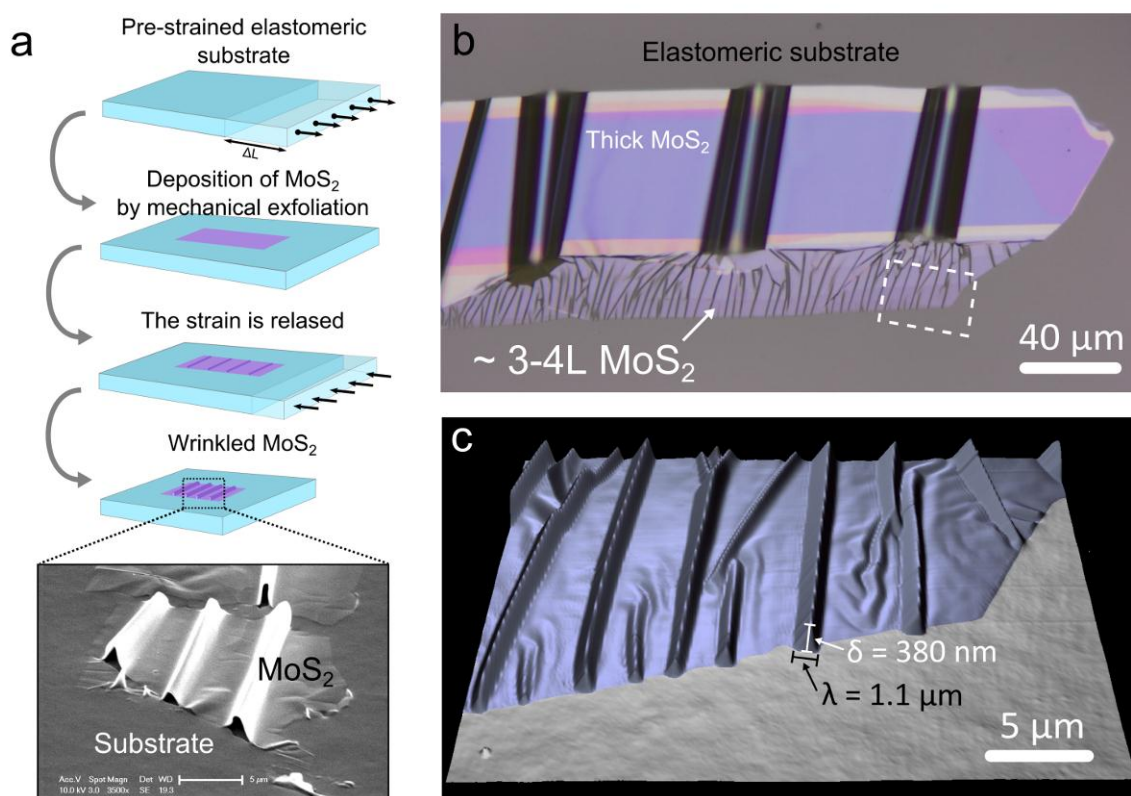 a
Pre-strained elastomeric
substrate
ΔL
Deposition of MoS₂
by mechanical exfoliation
The strain is relased
Wrinkled MoS₂
MoS₂
Substrate
Acc.V Spot Magn Det WD
10.0 kV 3.0 3500x SE 19.3
5 μm
b
Elastomeric substrate
Thick MoS₂
~ 3-4L MoS₂
40 μm
c
δ = 380 nm
λ = 1.1 μm
5 μm